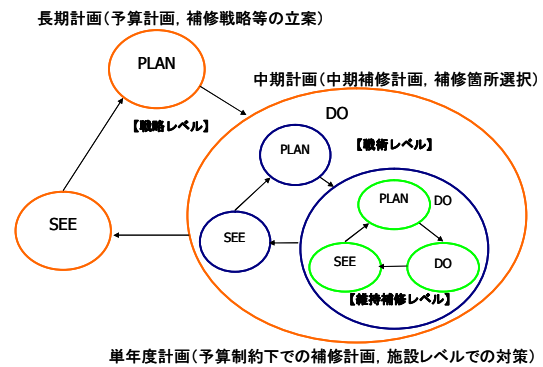 長期計画(予算計画, 補修戦略等の立案)
PLAN
中期計画(中期補修計画, 補修箇所選択)
DO
【戦略レベル】
【戦術レベル】
PLAN
PLAN
DO
SEE
SEE
SEE
DO
【維持補修レベル】
単年度計画(予算制約下での補修計画, 施設レベルでの対策)